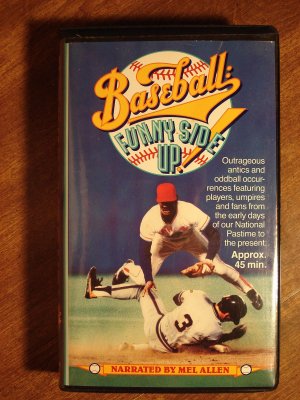 Baseball:
FUNNY SIDE
UP!
Outrageous
antics and
oddball occur-
rences featuring
players, umpires
and fans from
the early days
of our National
Pastime to
the present.
Approx.
45 min.
3
NARRATED BY MEL ALLEN